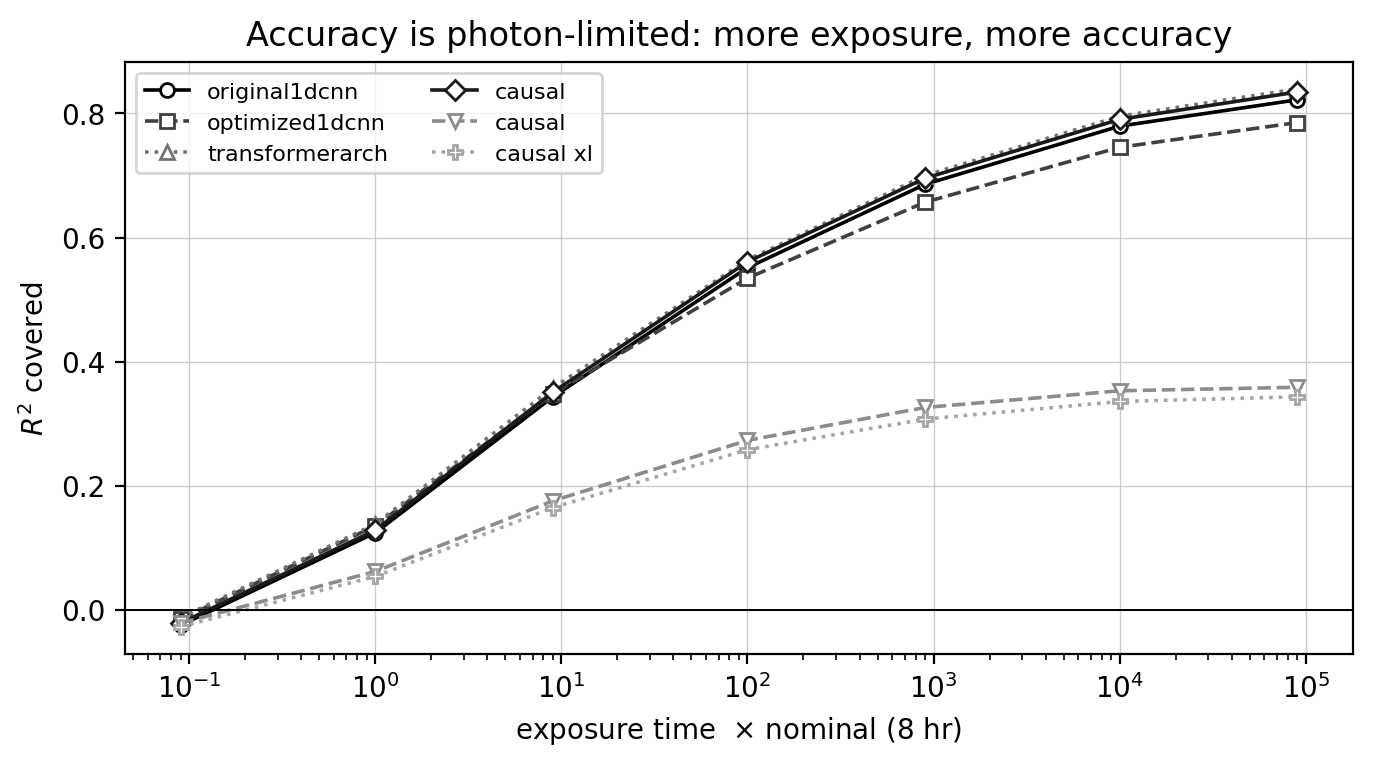 Accuracy is photon-limited: more exposure, more accuracy
original1dcnn
optimized1dcnn
transformerarch
causal
causal
causal xl
R² covered
0.8
0.6
0.4
0.2
0.0
10⁻¹
10⁰
10¹
10²
10³
10⁴
10⁵
exposure time × nominal (8 hr)